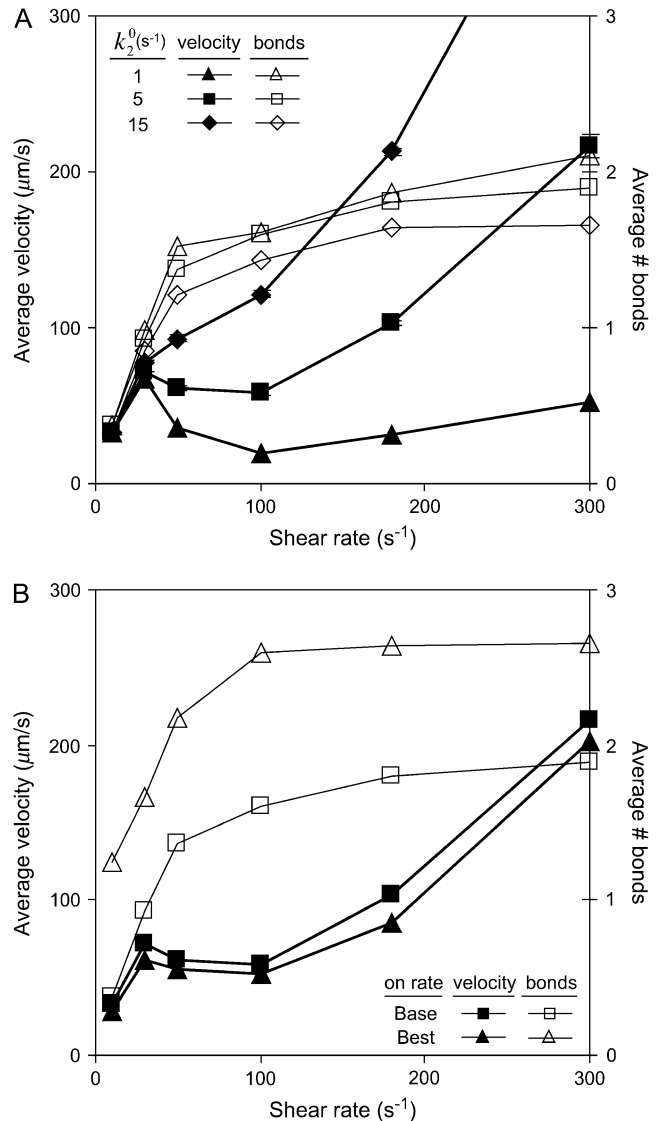 A
k₂⁰(s⁻¹) velocity bonds
1
5
15
300
200
100
0
3
2
1
0
0 100 200 300
Average velocity (μm/s)
Average # bonds
Shear rate (s⁻¹)
B
300
200
100
0
3
2
1
0
on rate velocity bonds
Base
Best
0 100 200 300
Average velocity (μm/s)
Average # bonds
Shear rate (s⁻¹)